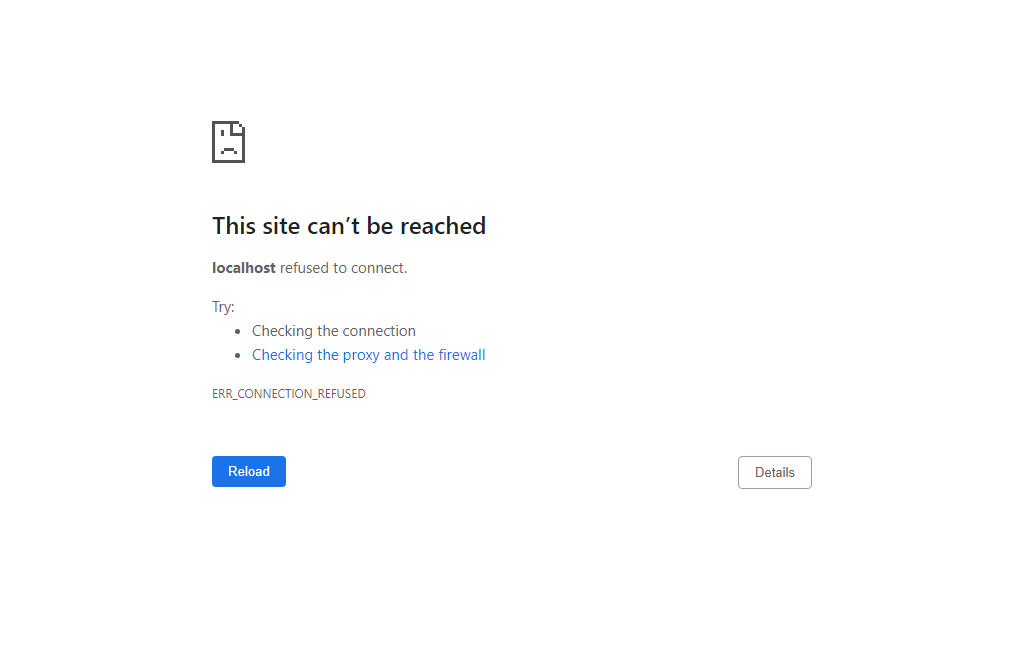 This site can’t be reached
localhost refused to connect.
Try:
Checking the connection
Checking the proxy and the firewall
ERR_CONNECTION_REFUSED
Reload
Details